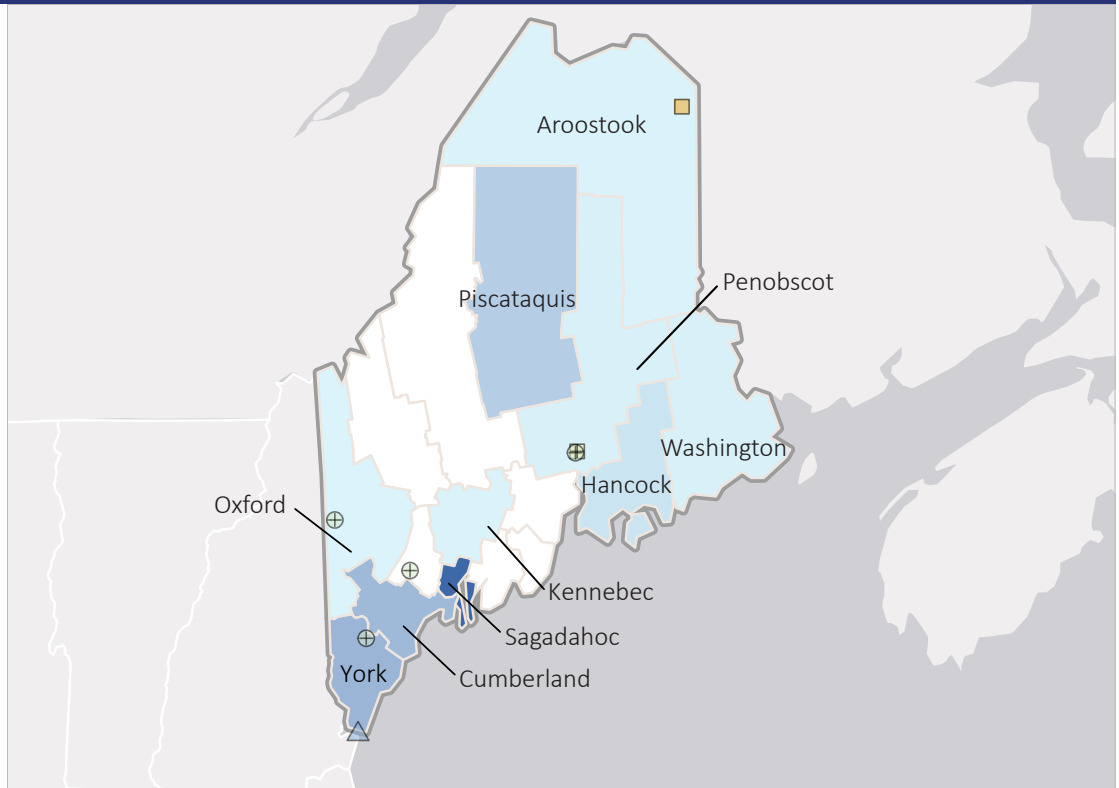 Aroostook
Penobscot
Piscataquis
Washington
Hancock
Oxford
Kennebec
Sagadahoc
York
Cumberland